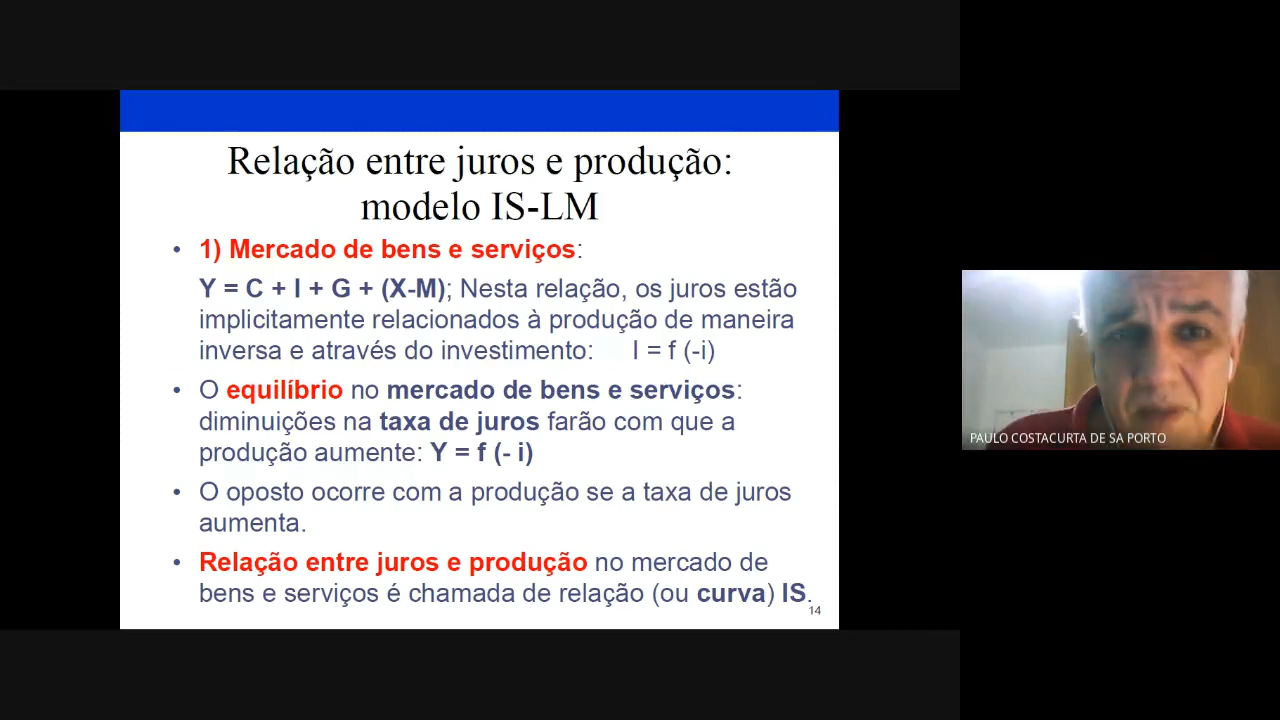 Relação entre juros e produção:
modelo IS-LM
• 1) Mercado de bens e serviços:
Y = C + I + G + (X-M); Nesta relação, os juros estão
implicitamente relacionados à produção de maneira
inversa e através do investimento: I = f (-i)
• O equilíbrio no mercado de bens e serviços:
diminuições na taxa de juros farão com que a
produção aumente: Y = f (- i)
• O oposto ocorre com a produção se a taxa de juros
aumenta.
• Relação entre juros e produção no mercado de
bens e serviços é chamada de relação (ou curva) IS.
14
PAULO COSTACURTA DE SA PORTO